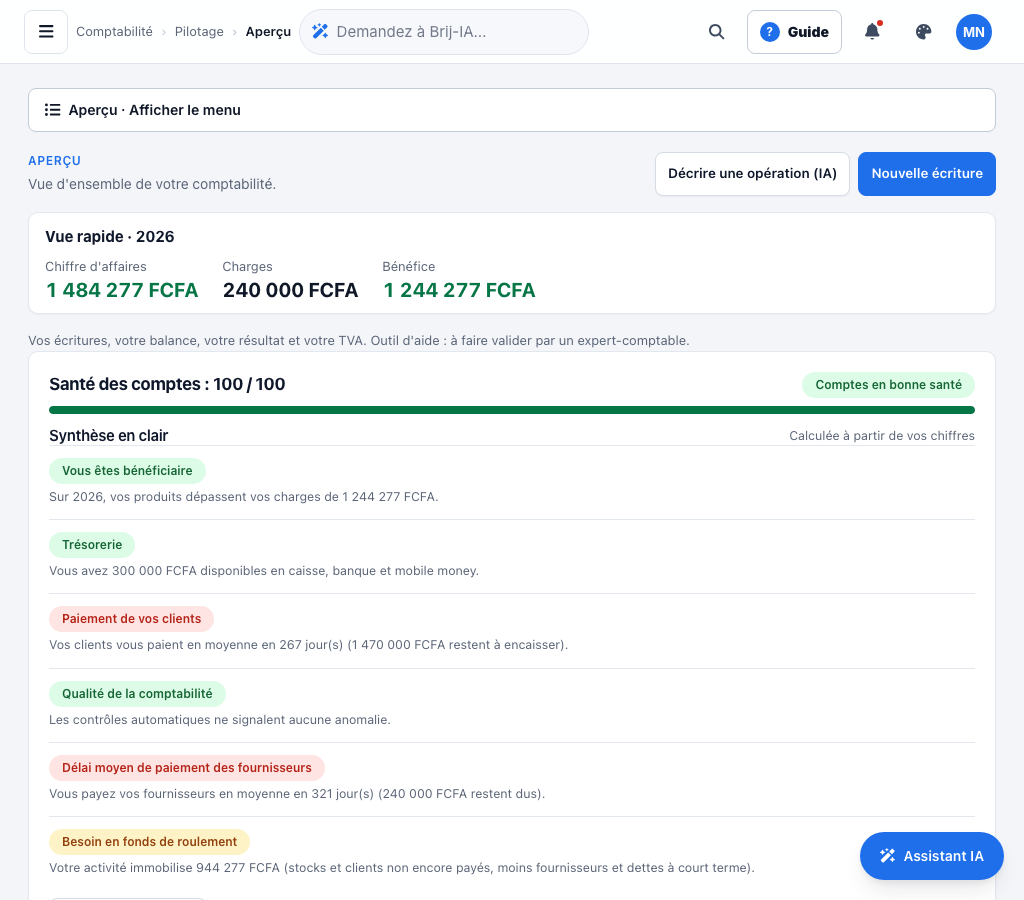 Comptabilité › Pilotage › Aperçu
Demandez à Brij-IA...
? Guide
MN
Aperçu · Afficher le menu
APERÇU
Vue d'ensemble de votre comptabilité.
Décrire une opération (IA)
Nouvelle écriture
Vue rapide · 2026
Chiffre d'affaires
1 484 277 FCFA
Charges
240 000 FCFA
Bénéfice
1 244 277 FCFA
Vos écritures, votre balance, votre résultat et votre TVA. Outil d'aide : à faire valider par un expert-comptable.
Santé des comptes : 100 / 100
Comptes en bonne santé
Synthèse en clair
Calculée à partir de vos chiffres
Vous êtes bénéficiaire
Sur 2026, vos produits dépassent vos charges de 1 244 277 FCFA.
Trésorerie
Vous avez 300 000 FCFA disponibles en caisse, banque et mobile money.
Paiement de vos clients
Vos clients vous paient en moyenne en 267 jour(s) (1 470 000 FCFA restent à encaisser).
Qualité de la comptabilité
Les contrôles automatiques ne signalent aucune anomalie.
Délai moyen de paiement des fournisseurs
Vous payez vos fournisseurs en moyenne en 321 jour(s) (240 000 FCFA restent dus).
Besoin en fonds de roulement
Votre activité immobilise 944 277 FCFA (stocks et clients non encore payés, moins fournisseurs et dettes à court terme).
Assistant IA